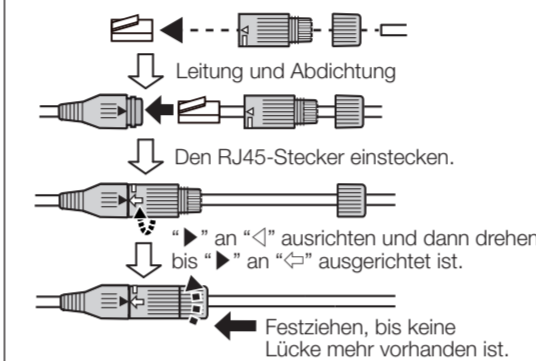 Leitung und Abdichtung
Den RJ45-Stecker einstecken.
“▶” an “◁” ausrichten und dann drehen
bis “▶” an “⇦” ausgerichtet ist.
Festziehen, bis keine
Lücke mehr vorhanden ist.